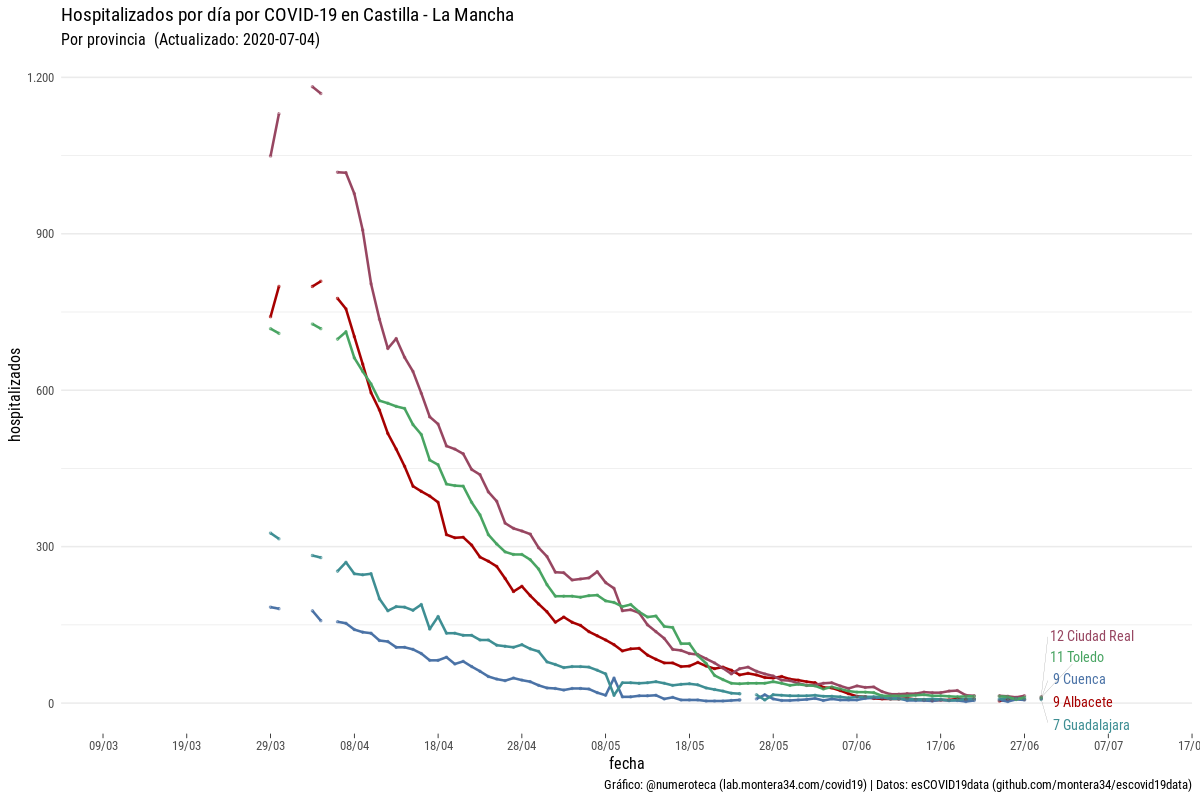 Hospitalizados por día por COVID-19 en Castilla - La Mancha
Por provincia  (Actualizado: 2020-07-04)
1.200
900
600
300
0
hospitalizados
12 Ciudad Real
11 Toledo
9 Cuenca
9 Albacete
7 Guadalajara
09/03 19/03 29/03 08/04 18/04 28/04 08/05 18/05 28/05 07/06 17/06 27/06 07/07 17/0
fecha
Gráfico: @numeroteca (lab.montera34.com/covid19) | Datos: esCOVID19data (github.com/montera34/escovid19data)